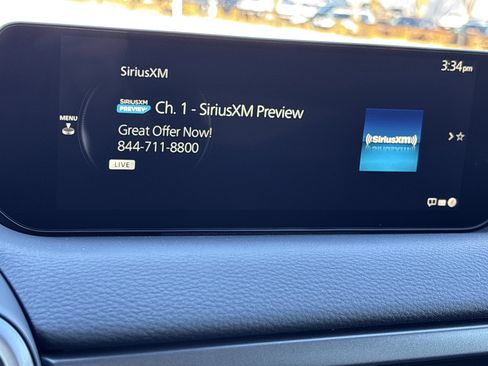 3:34pm
SiriusXM
SIRIUSXM
PREVIEW
Ch. 1 - SiriusXM Preview
MENU
Great Offer Now!
844-711-8800
LIVE
((SiriusXM))